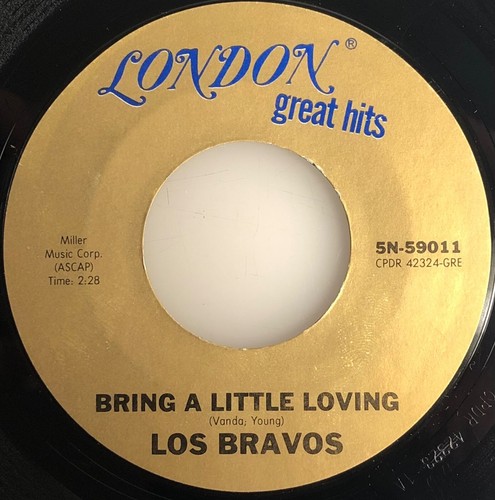 LONDON®
great hits
Miller
Music Corp.
(ASCAP)
Time: 2:28
5N-59011
CPDR 42324-GRE
BRING A LITTLE LOVING
(Vanda; Young)
LOS BRAVOS